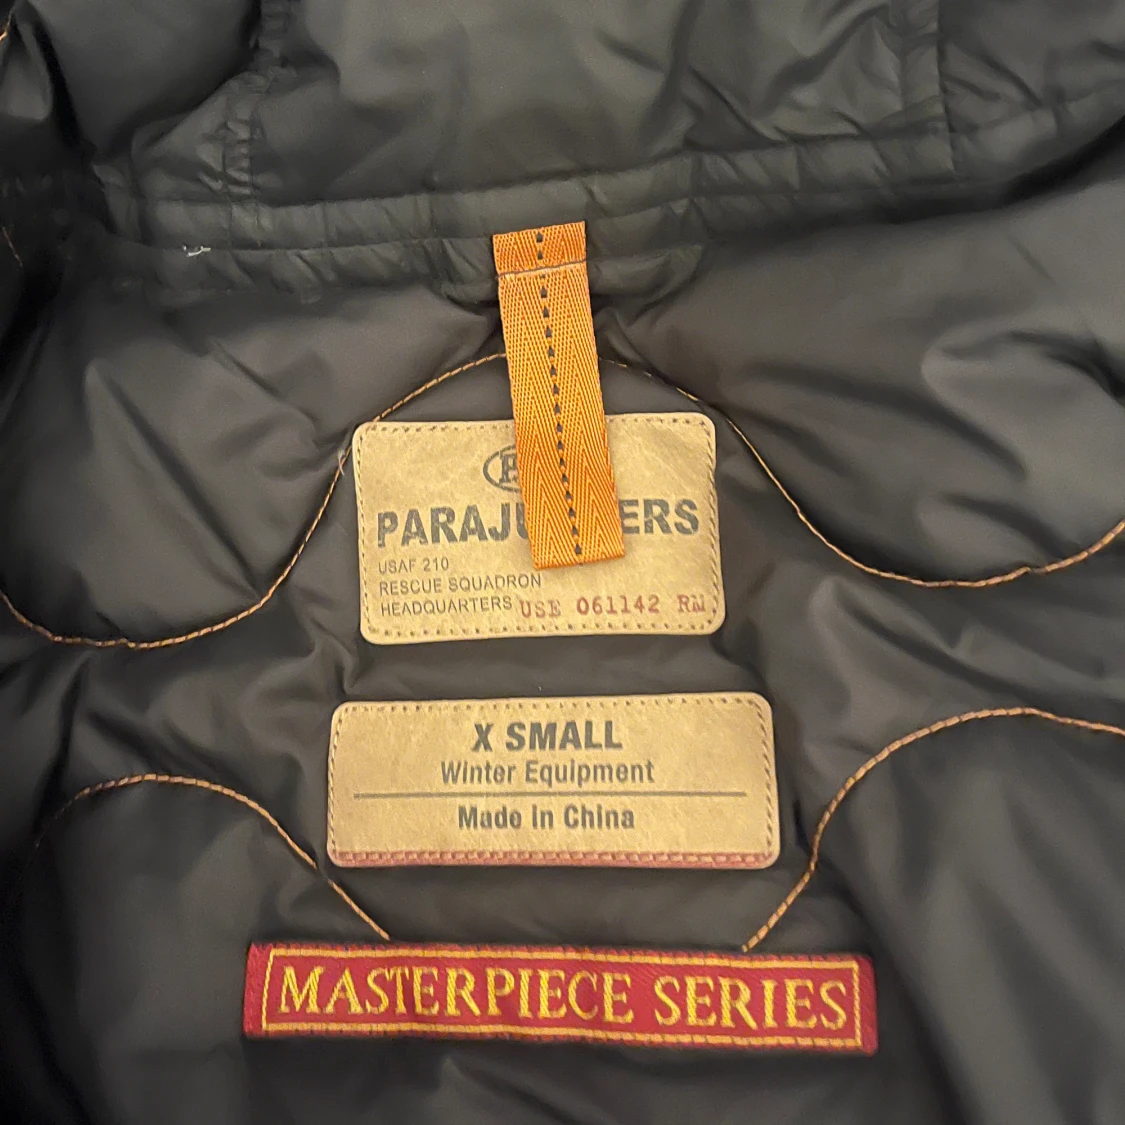 PARAJU ERS
USAF 210
RESCUE SQUADRON
HEADQUARTERS USE 061142 RN
X SMALL
Winter Equipment
Made in China
MASTERPIECE SERIES